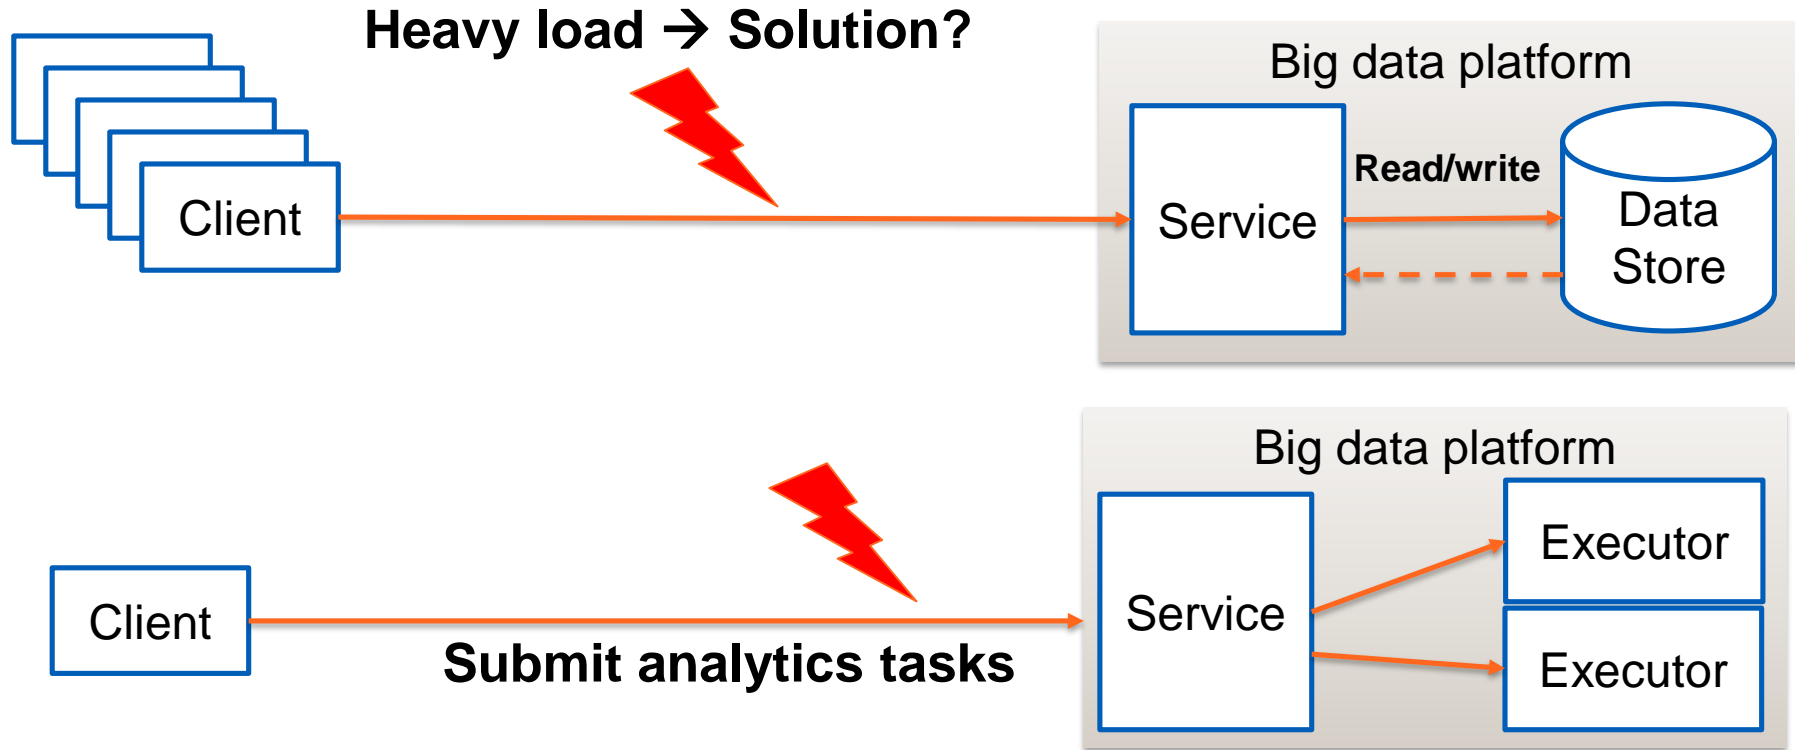 Heavy load → Solution?
Big data platform
Client
Service
Read/write
Data
Store
Big data platform
Client
Submit analytics tasks
Service
Executor
Executor